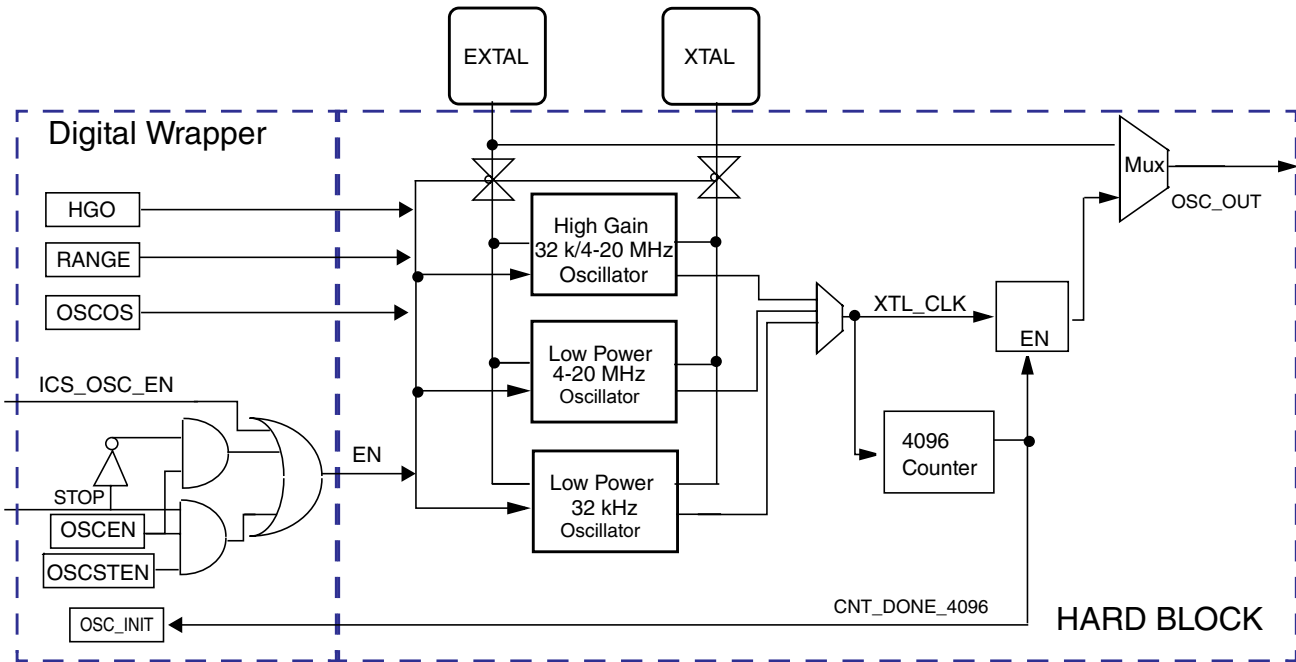 EXTAL
XTAL
Digital Wrapper
Mux
OSC_OUT
HGO
RANGE
OSCOS
High Gain
32 k/4-20 MHz
Oscillator
XTL_CLK
EN
Low Power
4-20 MHz
Oscillator
ICS_OSC_EN
4096
Counter
EN
Low Power
32 kHz
Oscillator
STOP
OSCEN
OSCSTEN
OSC_INIT
CNT_DONE_4096
HARD BLOCK